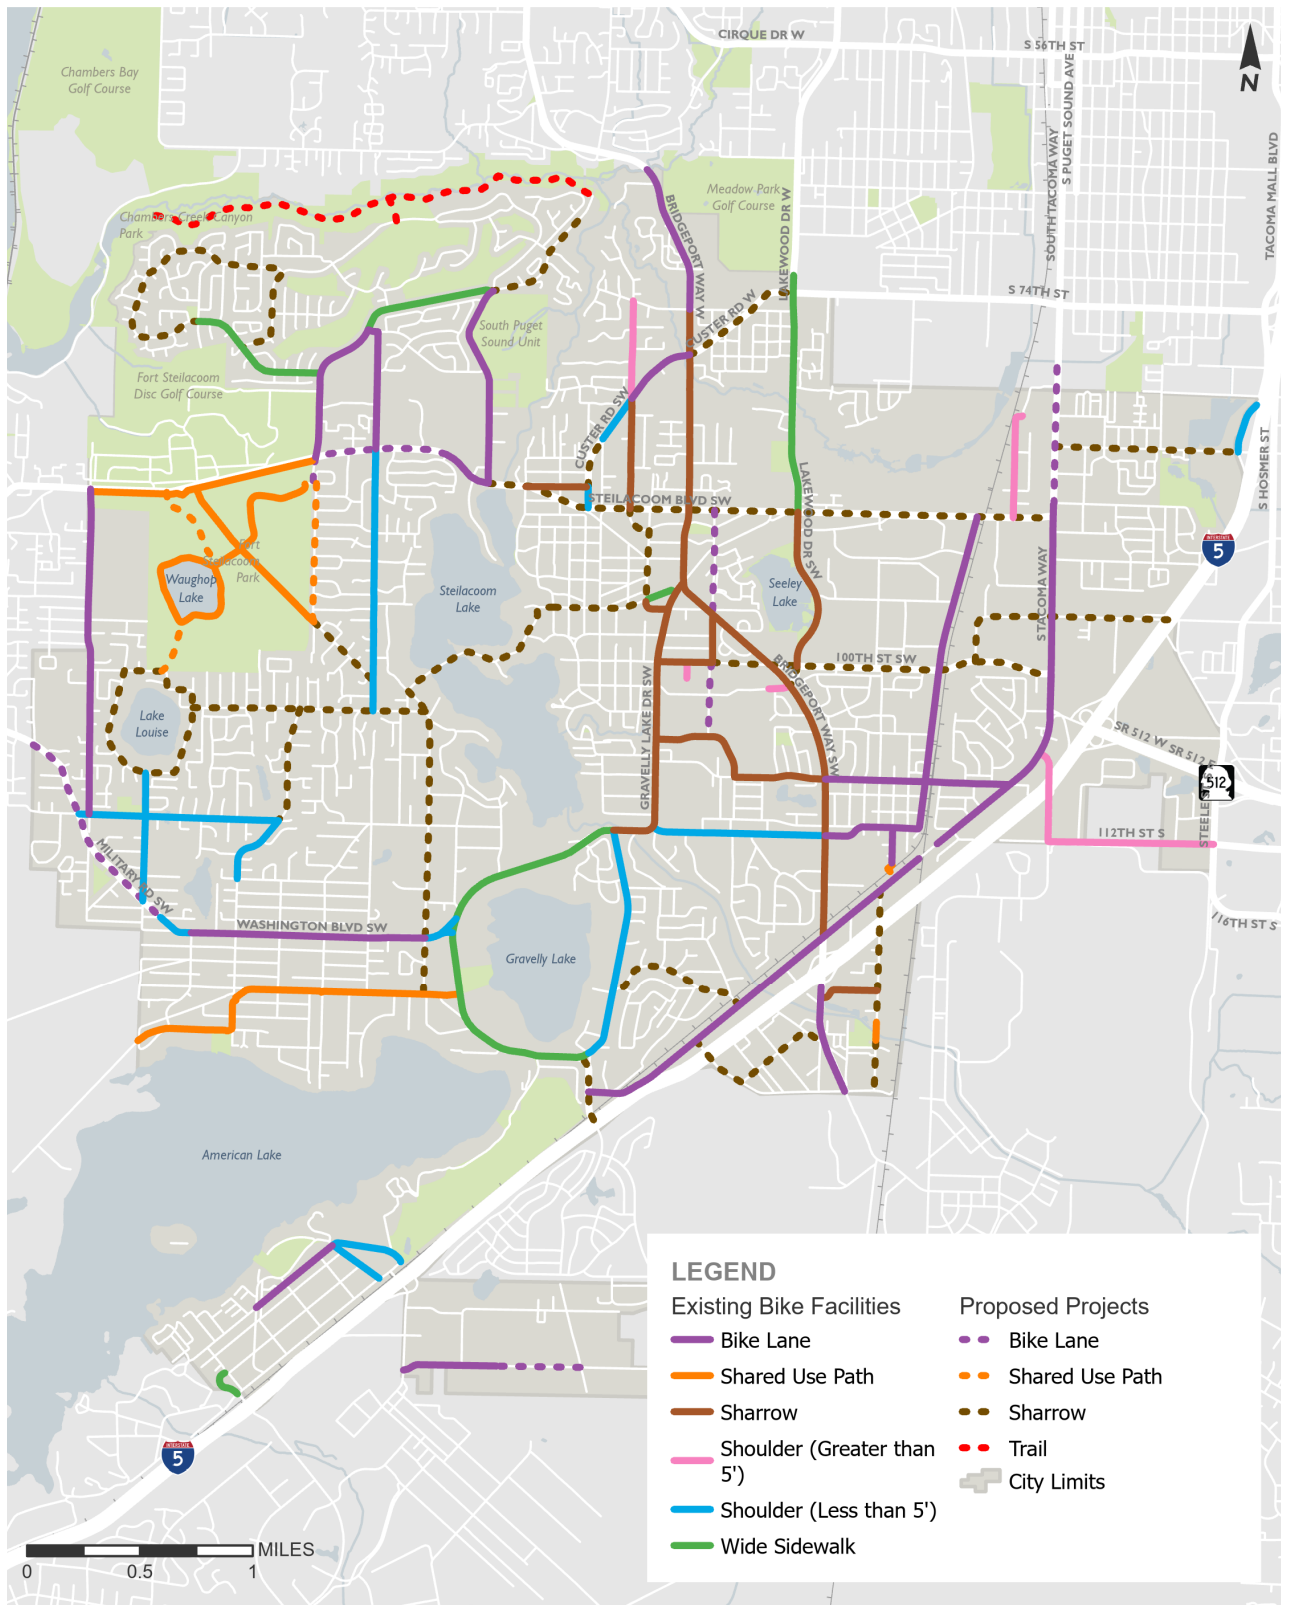 CIRQUE DR W
S 56TH ST
S PUGET SOUND AVE
N
Chambers Bay
Golf Course
TACOMA MALL BLVD
SOUTH TACOMA WAY
Meadow Park
Golf Course
LAKEWOOD DR W
BRIDGEPORT WAY W
Chambers Creek Canyon
Park
S 74TH ST
CUSTER RD W
South Puget
Sound Unit
Fort Steilacoom
Disc Golf Course
CUSTER RD SW
S HOSMER ST
LAKEWOOD DR SW
STEILACOOM BLVD SW
INTERSTATE
5
Fort
Steilacoom
Park
Waughop
Lake
Steilacoom
Lake
Seeley
Lake
S TACOMA WAY
100TH ST SW
BRIDGEPORT WAY SW
GRAVELLY LAKE DR SW
Lake
Louise
SR 512 W
SR 512 E
512
STEELE ST S
112TH ST S
MILITARY RD SW
WASHINGTON BLVD SW
116TH ST S
Gravelly Lake
American Lake
LEGEND
Existing Bike Facilities
Bike Lane
Shared Use Path
Sharrow
Shoulder (Greater than
5')
Shoulder (Less than 5')
Wide Sidewalk
Proposed Projects
Bike Lane
Shared Use Path
Sharrow
Trail
City Limits
INTERSTATE
5
MILES
0
0.5
1